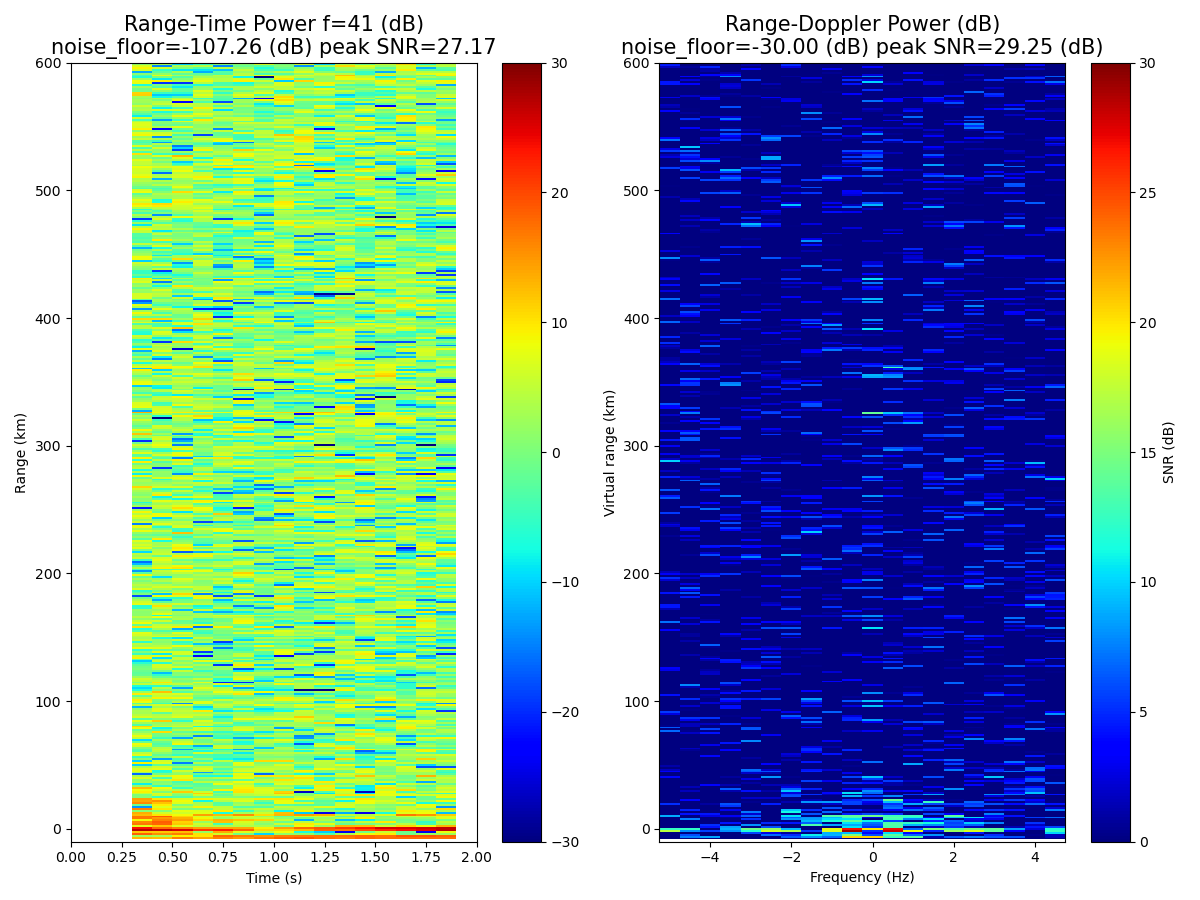 Range-Time Power f=41 (dB)
noise_floor=-107.26 (dB) peak SNR=27.17
600
500
400
300
200
100
0
Range (km)
0.00 0.25 0.50 0.75 1.00 1.25 1.50 1.75 2.00
Time (s)
30
20
10
0
−10
−20
−30
Range-Doppler Power (dB)
noise_floor=-30.00 (dB) peak SNR=29.25 (dB)
600
500
400
300
200
100
0
Virtual range (km)
−4 −2 0 2 4
Frequency (Hz)
30
25
20
15
10
5
0
SNR (dB)